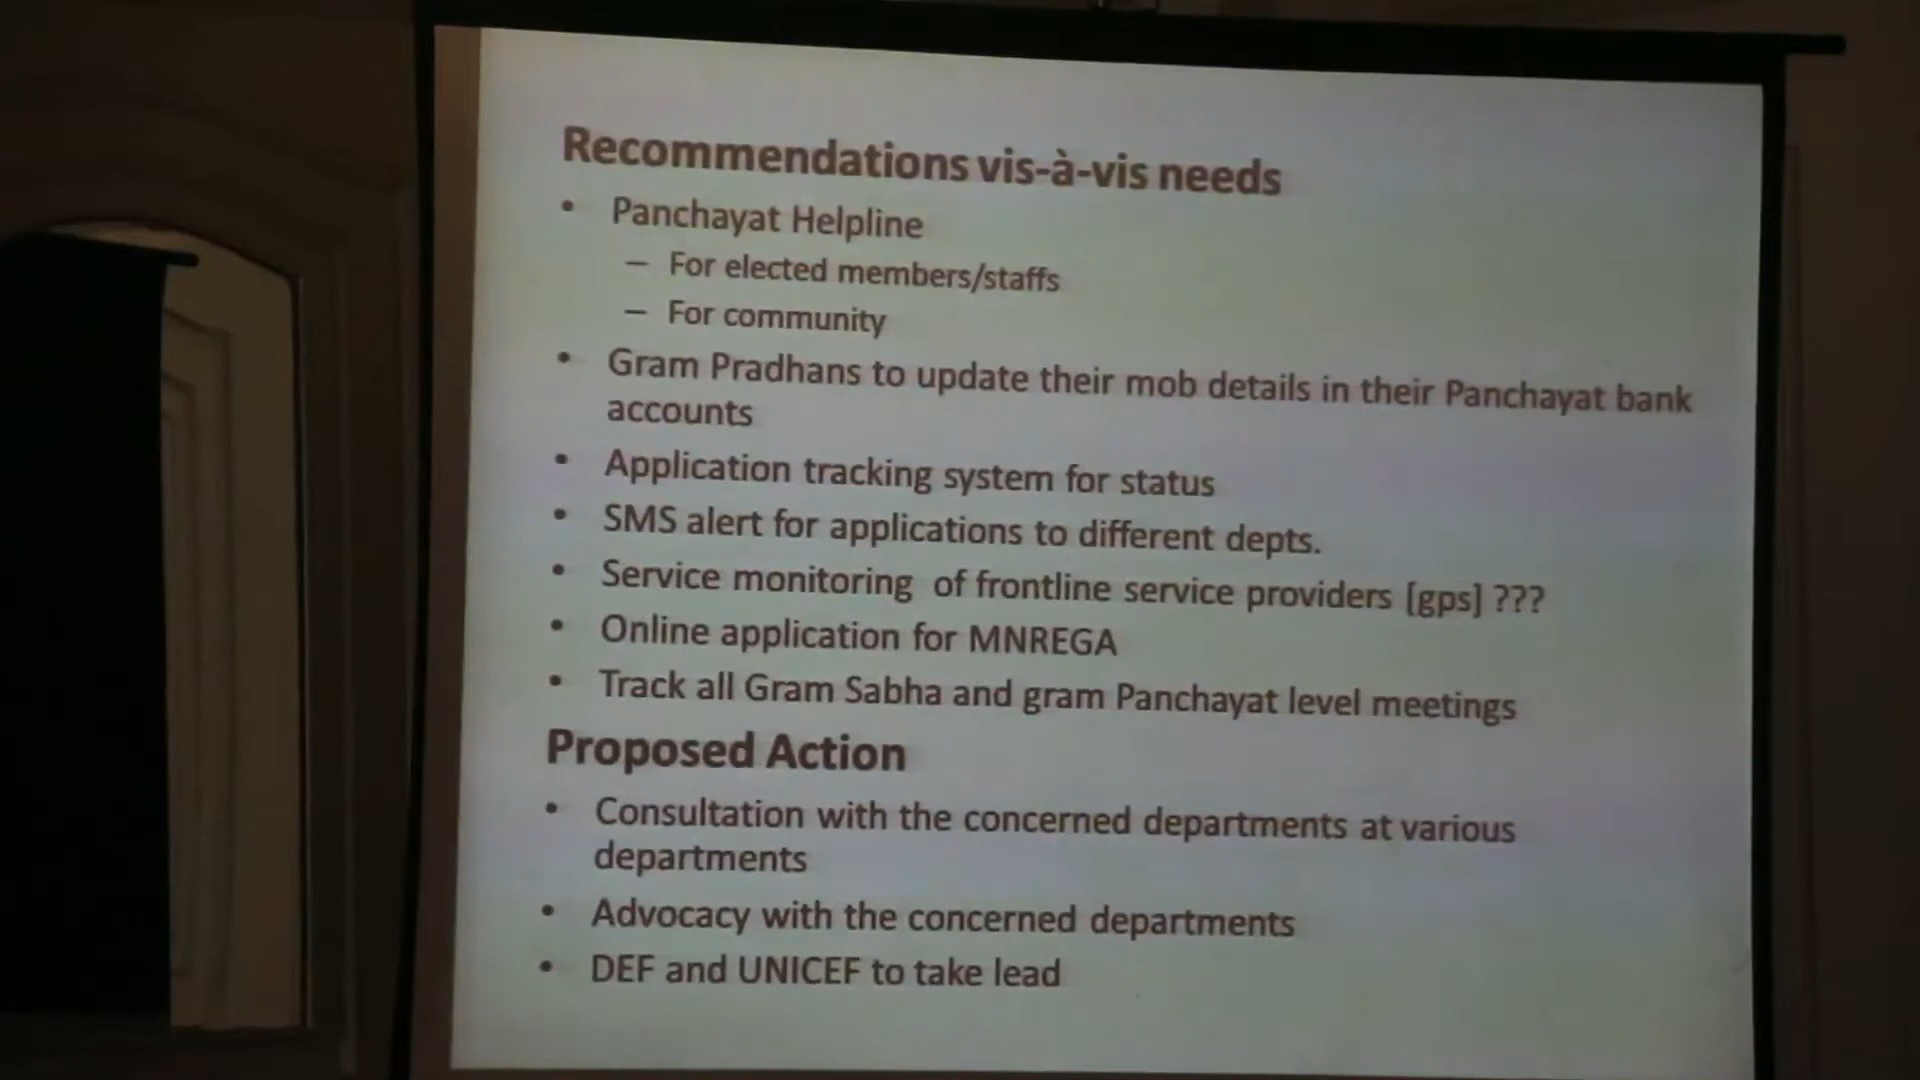 Recommendations vis-à-vis needs
• Panchayat Helpline
– For elected members/staffs
– For community
• Gram Pradhans to update their mob details in their Panchayat bank
accounts
• Application tracking system for status
• SMS alert for applications to different depts.
• Service monitoring of frontline service providers [gps] ???
• Online application for MNREGA
• Track all Gram Sabha and gram Panchayat level meetings
Proposed Action
• Consultation with the concerned departments at various
departments
• Advocacy with the concerned departments
• DEF and UNICEF to take lead